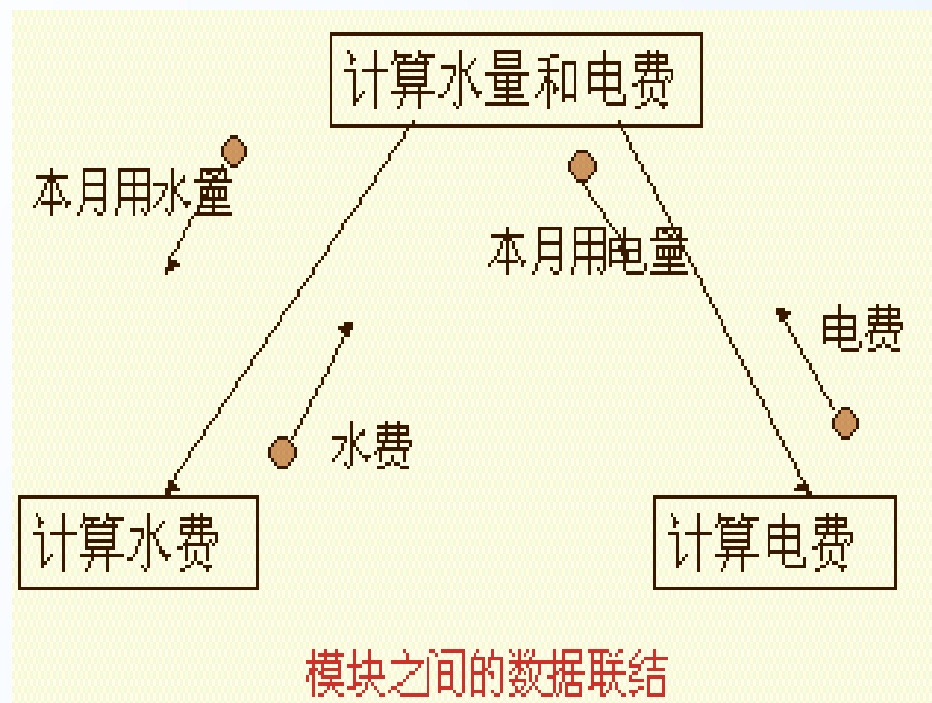 计算水量和电费
本月用水量
本月用电量
电费
水费
计算水费
计算电费
模块之间的数据联结